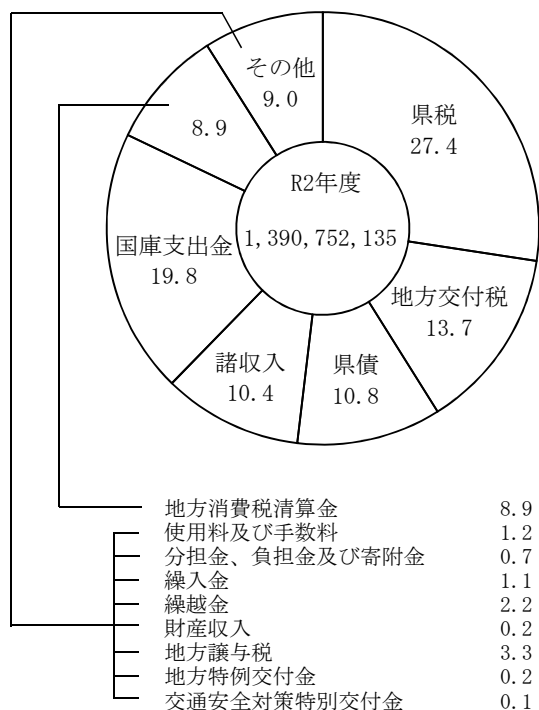 その他
9.0
県税
27.4
8.9
R2年度
1,390,752,135
国庫支出金
19.8
地方交付税
13.7
諸収入
10.4
県債
10.8
地方消費税清算金 8.9
使用料及び手数料 1.2
分担金、負担金及び寄附金 0.7
繰入金 1.1
繰越金 2.2
財産収入 0.2
地方譲与税 3.3
地方特例交付金 0.2
交通安全対策特別交付金 0.1